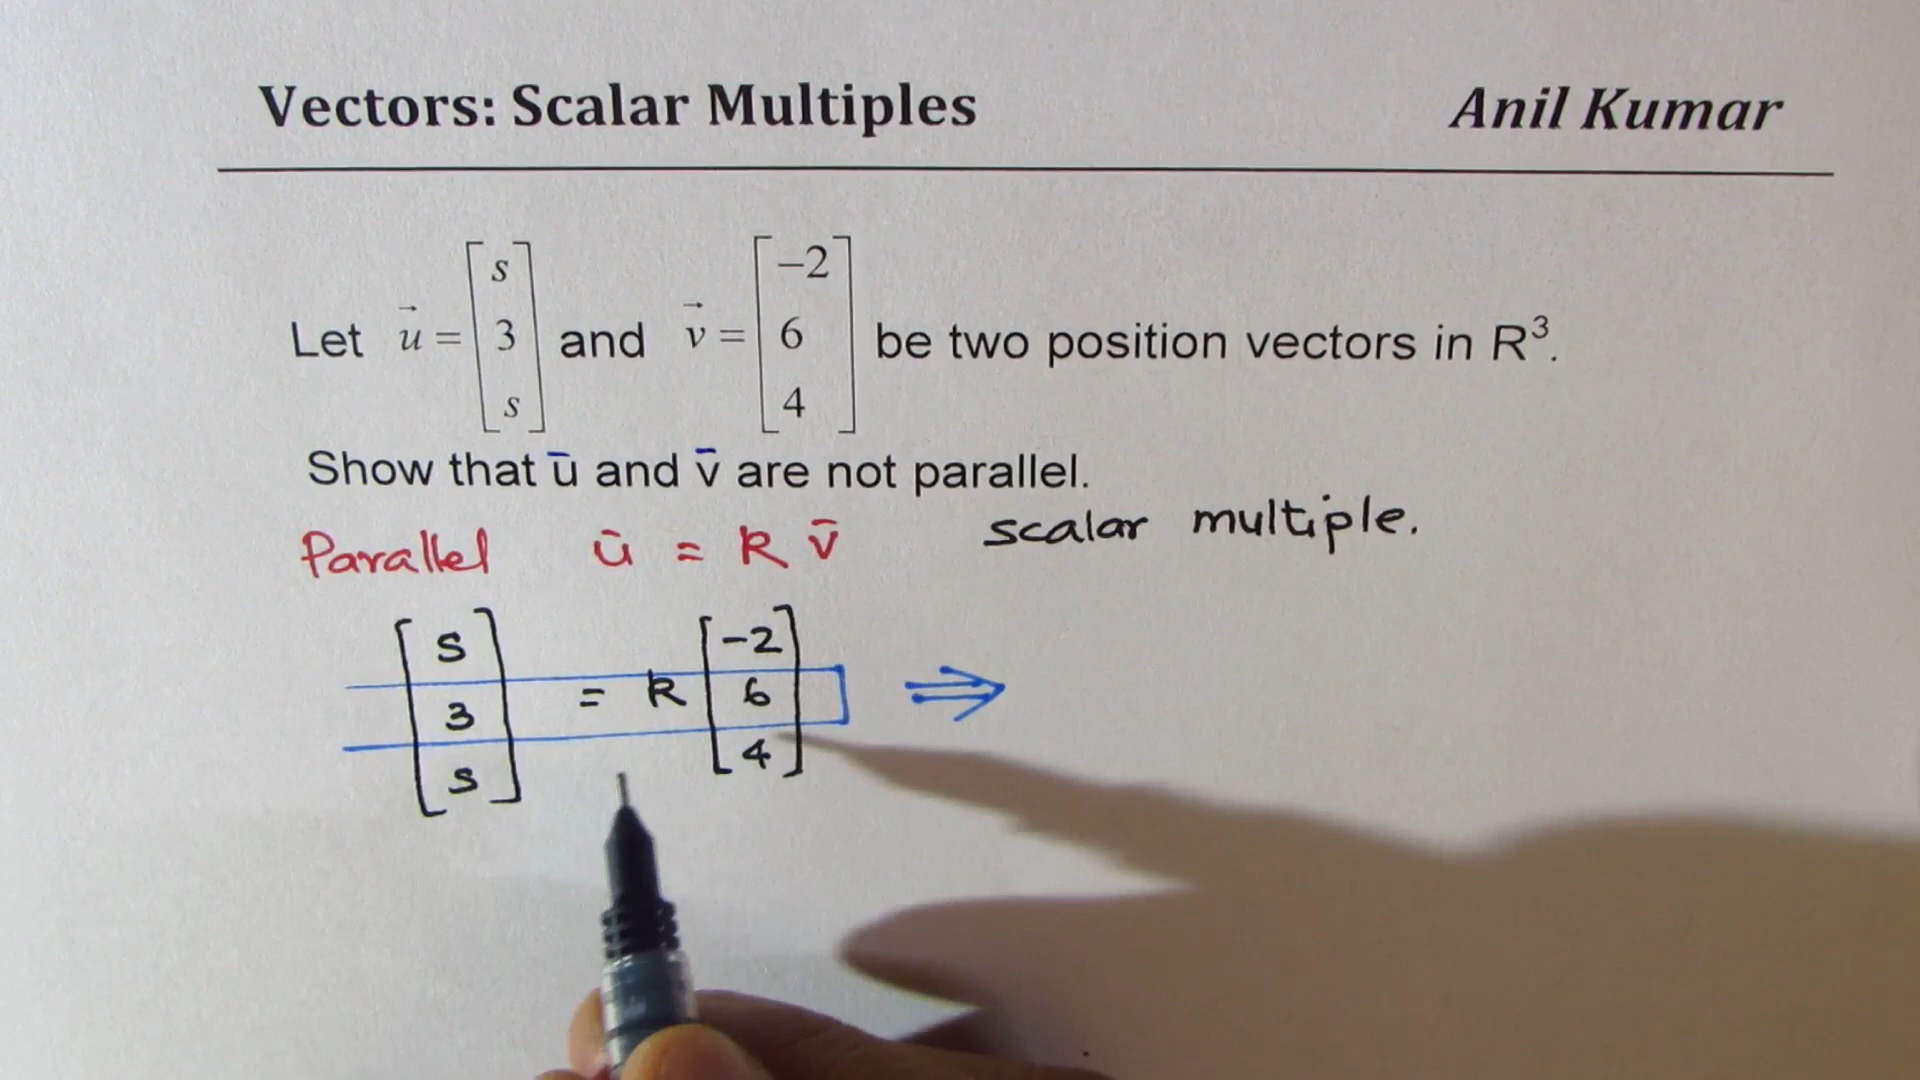 Vectors: Scalar Multiples Anil Kumar
Let u⃗ = [s 3 s] and v⃗ = [−2 6 4] be two position vectors in R³.
Show that ū and v̄ are not parallel.
Parallel ū = k v̄ scalar multiple.
[s 3 s] = k [-2 6 4] ⇒